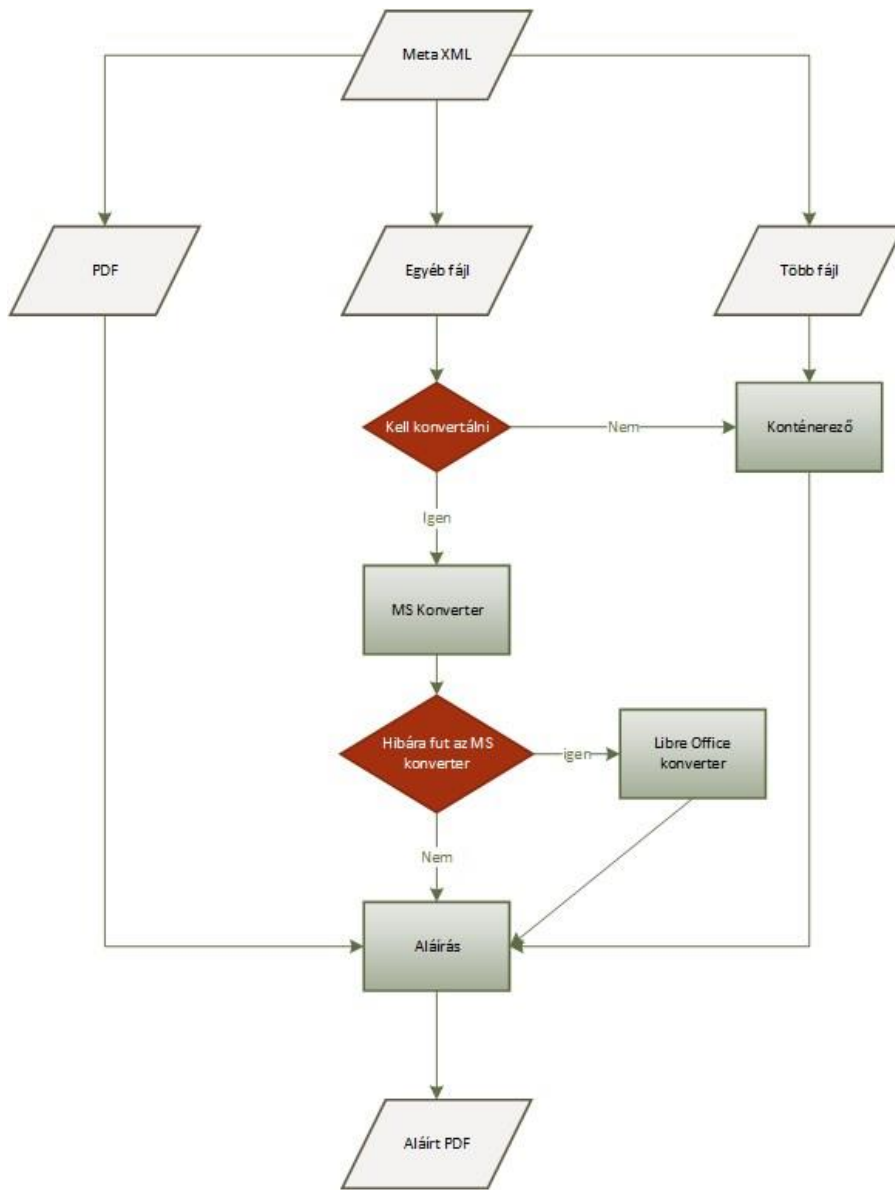 Meta XML
PDF
Egyéb fájl
Több fájl
Kell konvertálni
Nem
Konténerező
Igen
MS Konverter
Hibára fut az MS
konverter
igen
Libre Office
konverter
Nem
Aláírás
Aláírt PDF